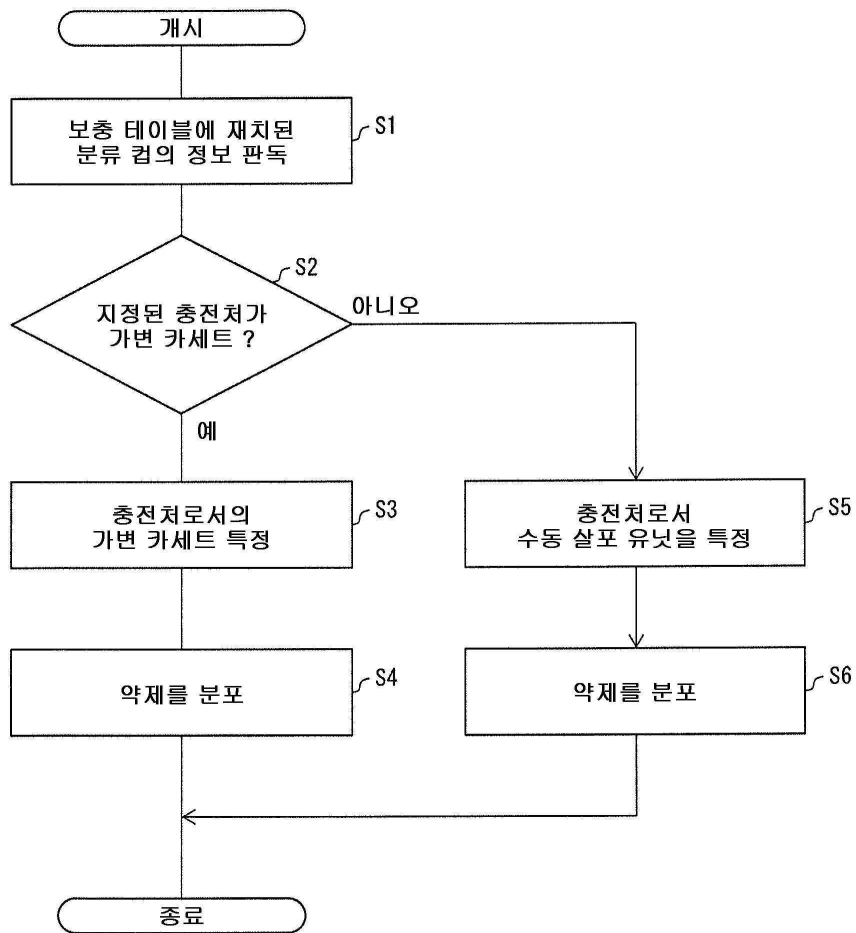 개시
보충 테이블에 재치된
분류 컵의 정보 판독
S1
S2
지정된 충전처가
가변 카세트 ?
아니오
예
충전처로서의
가변 카세트 특정
S3
충전처로서
수동 살포 유닛을 특정
S5
약제를 분포
S4
약제를 분포
S6
종료